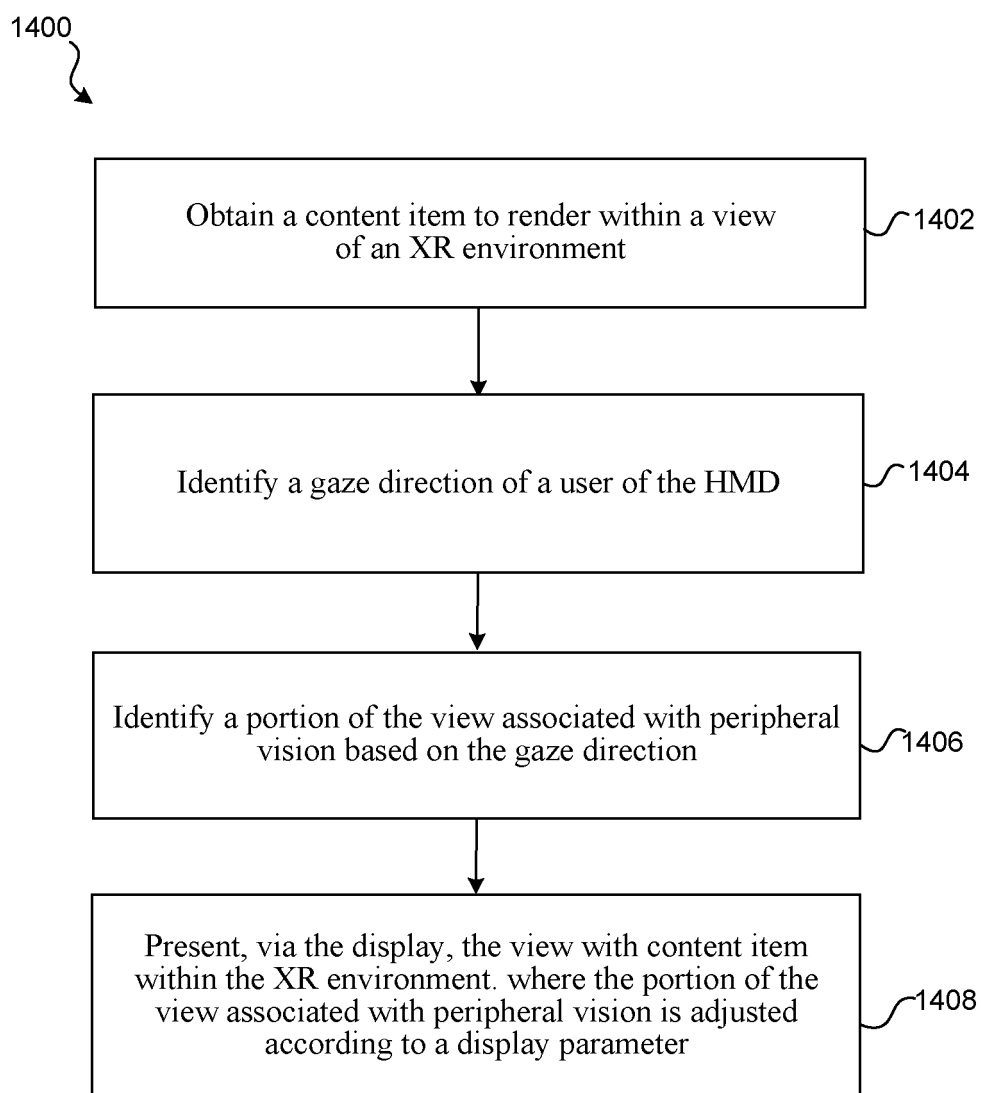 1400
Obtain a content item to render within a view
of an XR environment
1402
Identify a gaze direction of a user of the HMD
1404
Identify a portion of the view associated with peripheral
vision based on the gaze direction
1406
Present, via the display, the view with content item
within the XR environment. where the portion of the
view associated with peripheral vision is adjusted
according to a display parameter
1408